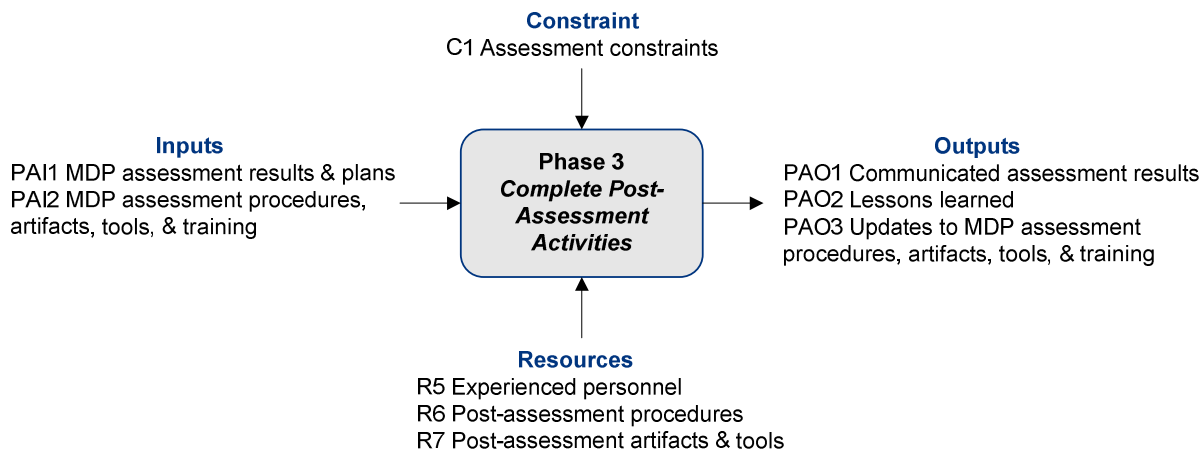 Constraint
C1 Assessment constraints
Inputs
PAI1 MDP assessment results & plans
PAI2 MDP assessment procedures,
artifacts, tools, & training
Phase 3
Complete Post-
Assessment
Activities
Outputs
PAO1 Communicated assessment results
PAO2 Lessons learned
PAO3 Updates to MDP assessment
procedures, artifacts, tools, & training
Resources
R5 Experienced personnel
R6 Post-assessment procedures
R7 Post-assessment artifacts & tools